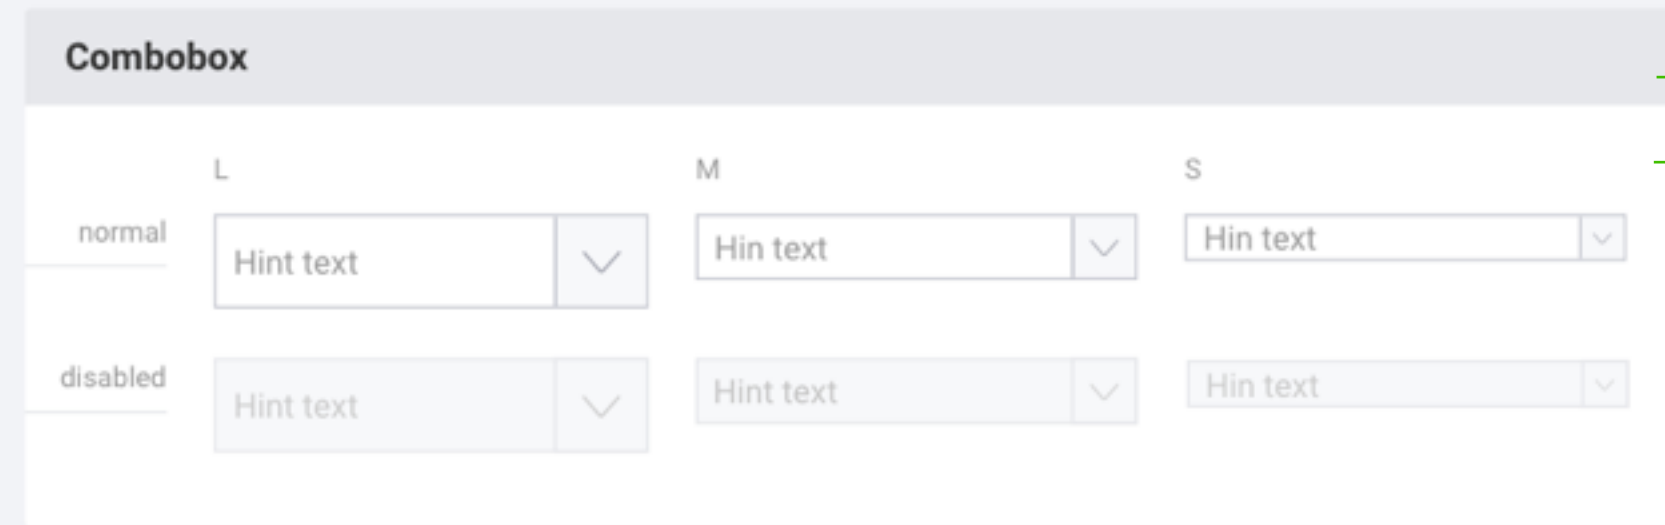 Combobox
L M S
normal Hint text Hin text Hin text
disabled Hint text Hint text Hin text